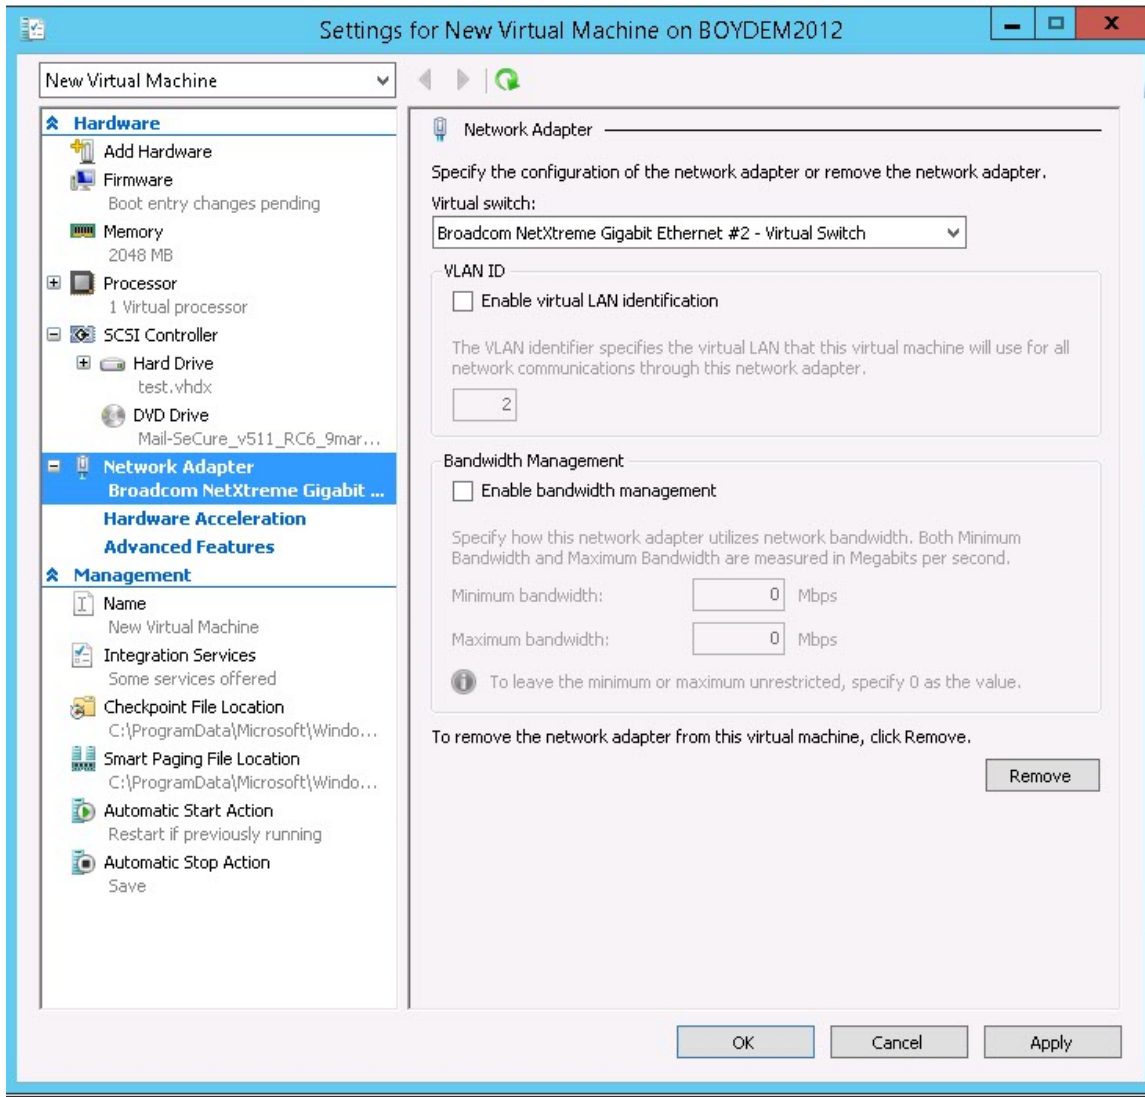 Settings for New Virtual Machine on BOYDEM2012
New Virtual Machine
Hardware
Add Hardware
Firmware
Boot entry changes pending
Memory
2048 MB
Processor
1 Virtual processor
SCSI Controller
Hard Drive
test.vhdx
DVD Drive
Mail-SeCure_v511_RC6_9mar...
Network Adapter
Broadcom NetXtreme Gigabit ...
Hardware Acceleration
Advanced Features
Management
Name
New Virtual Machine
Integration Services
Some services offered
Checkpoint File Location
C:\ProgramData\Microsoft\Windo...
Smart Paging File Location
C:\ProgramData\Microsoft\Windo...
Automatic Start Action
Restart if previously running
Automatic Stop Action
Save
Network Adapter
Specify the configuration of the network adapter or remove the network adapter.
Virtual switch:
Broadcom NetXtreme Gigabit Ethernet #2 - Virtual Switch
VLAN ID
Enable virtual LAN identification
The VLAN identifier specifies the virtual LAN that this virtual machine will use for all
network communications through this network adapter.
2
Bandwidth Management
Enable bandwidth management
Specify how this network adapter utilizes network bandwidth. Both Minimum
Bandwidth and Maximum Bandwidth are measured in Megabits per second.
Minimum bandwidth: 0 Mbps
Maximum bandwidth: 0 Mbps
To leave the minimum or maximum unrestricted, specify 0 as the value.
To remove the network adapter from this virtual machine, click Remove.
Remove
OK Cancel Apply